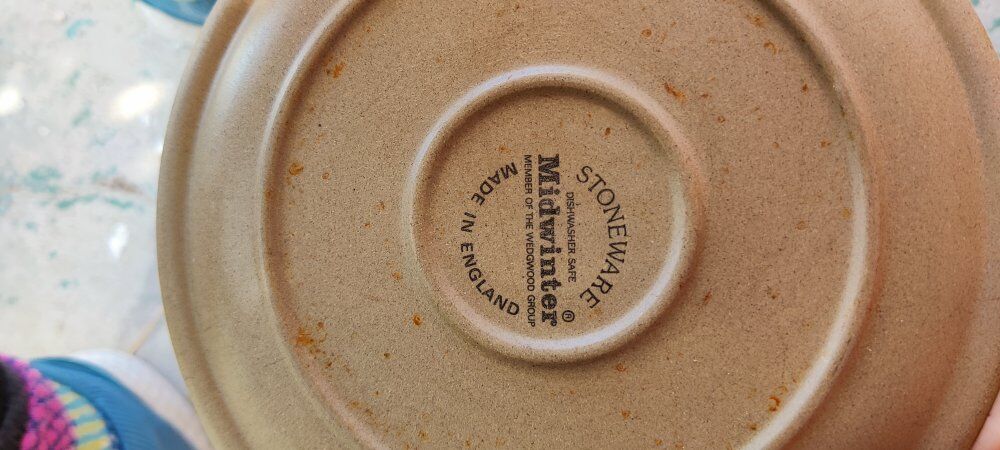 STONEWARE
DISHWASHER SAFE
Midwinter®
MEMBER OF THE WEDGWOOD GROUP
MADE IN ENGLAND